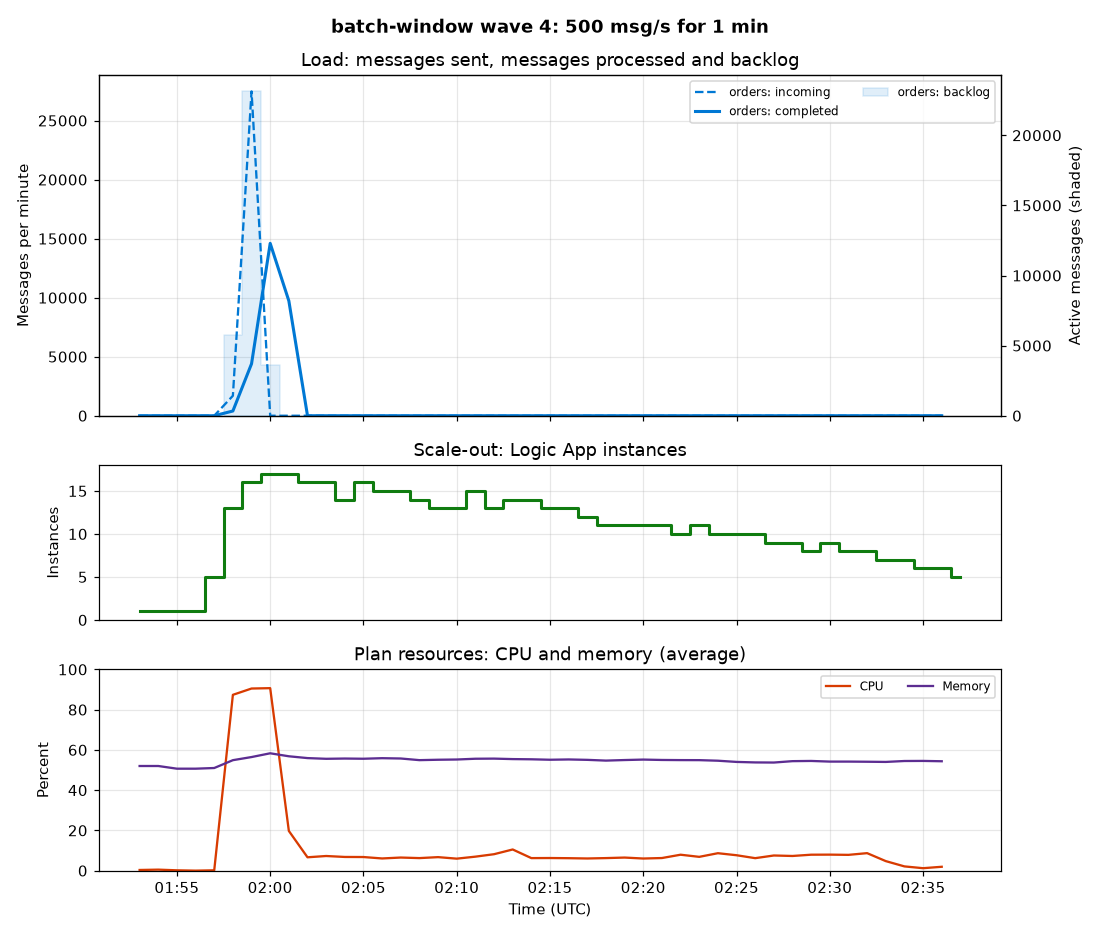 batch-window wave 4: 500 msg/s for 1 min
Load: messages sent, messages processed and backlog
orders: incoming
orders: completed
orders: backlog
Messages per minute
25000
20000
15000
10000
5000
0
20000
15000
10000
5000
0
Active messages (shaded)
Scale-out: Logic App instances
Instances
15
10
5
0
Plan resources: CPU and memory (average)
CPU
Memory
Percent
100
80
60
40
20
0
01:55
02:00
02:05
02:10
02:15
02:20
02:25
02:30
02:35
Time (UTC)